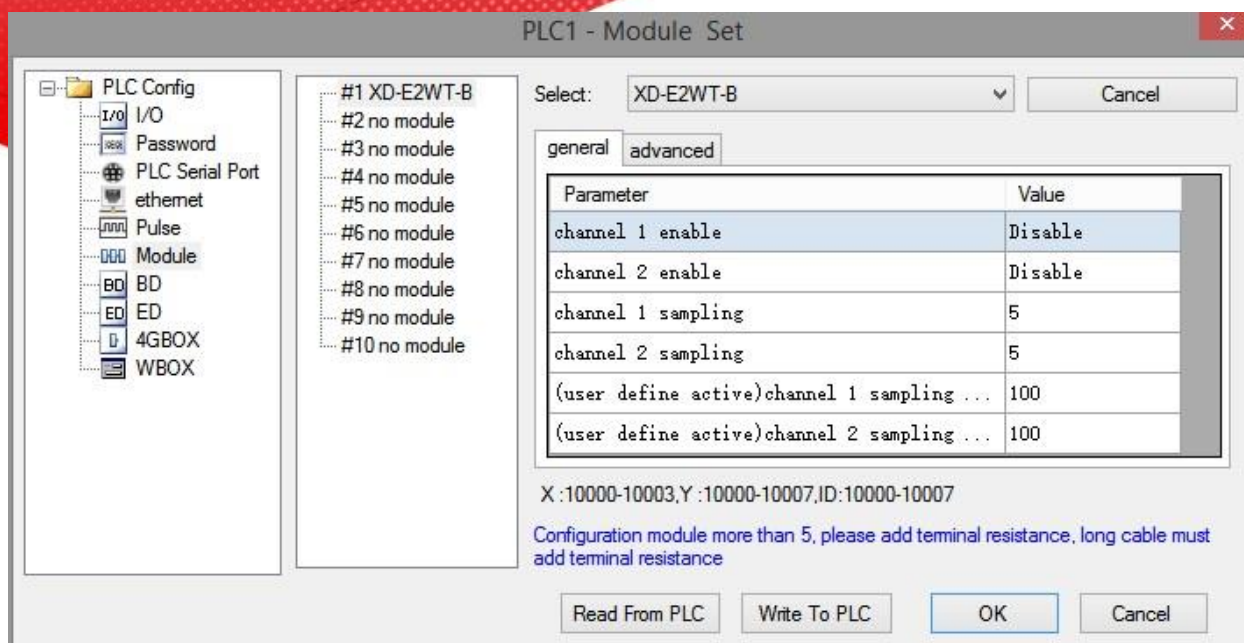 PLC1 - Module Set
PLC Config
I/O I/O
Password
PLC Serial Port
ethernet
Pulse
Module
BD BD
ED ED
4GBOX
WBOX
#1 XD-E2WT-B
#2 no module
#3 no module
#4 no module
#5 no module
#6 no module
#7 no module
#8 no module
#9 no module
#10 no module
Select: XD-E2WT-B Cancel
general advanced
Parameter Value
channel 1 enable Disable
channel 2 enable Disable
channel 1 sampling 5
channel 2 sampling 5
(user define active)channel 1 sampling ... 100
(user define active)channel 2 sampling ... 100
X :10000-10003,Y :10000-10007,ID:10000-10007
Configuration module more than 5, please add terminal resistance, long cable must
add terminal resistance
Read From PLC Write To PLC OK Cancel